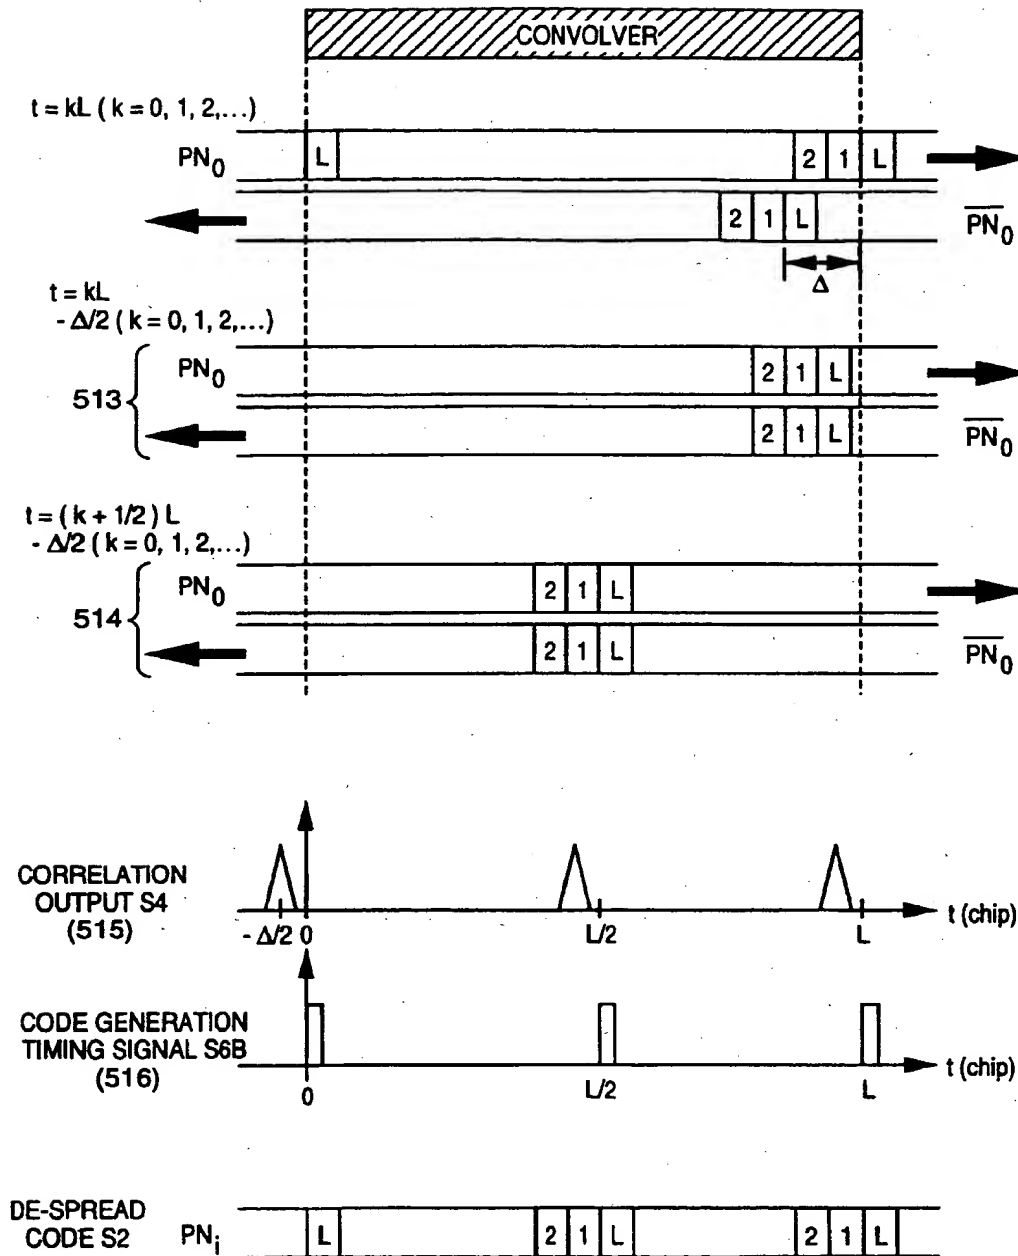 CONVOLVER
t = kL ( k = 0, 1, 2,...)
PN0 L 2 1 L
2 1 L PN0
Δ
t = kL
- Δ/2 ( k = 0, 1, 2,...)
513
PN0 2 1 L
2 1 L PN0
t = ( k + 1/2 ) L
- Δ/2 ( k = 0, 1, 2,...)
514
PN0 2 1 L
2 1 L PN0
CORRELATION
OUTPUT S4
(515)
- Δ/2 0 L/2 L t (chip)
CODE GENERATION
TIMING SIGNAL S6B
(516)
0 L/2 L t (chip)
DE-SPREAD
CODE S2 PNi L 2 1 L 2 1 L